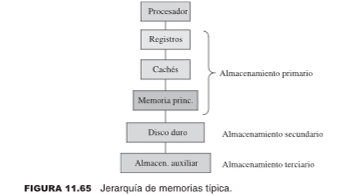 Procesador
Registros
Cachés
Almacenamiento primario
Memoria princ.
Disco duro
Almacenamiento secundario
Almacen. auxiliar
Almacenamiento terciario
FIGURA 11.65 Jerarquía de memorias típica.